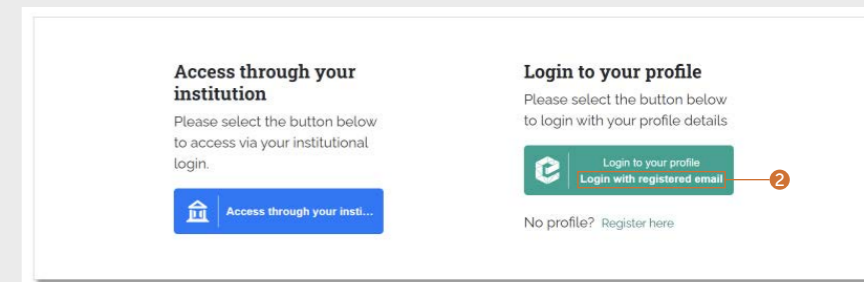 Access through your
institution
Please select the button below
to access via your institutional
login.
Access through your insti...
Login to your profile
Please select the button below
to login with your profile details
Login to your profile
Login with registered email
2
No profile? Register here